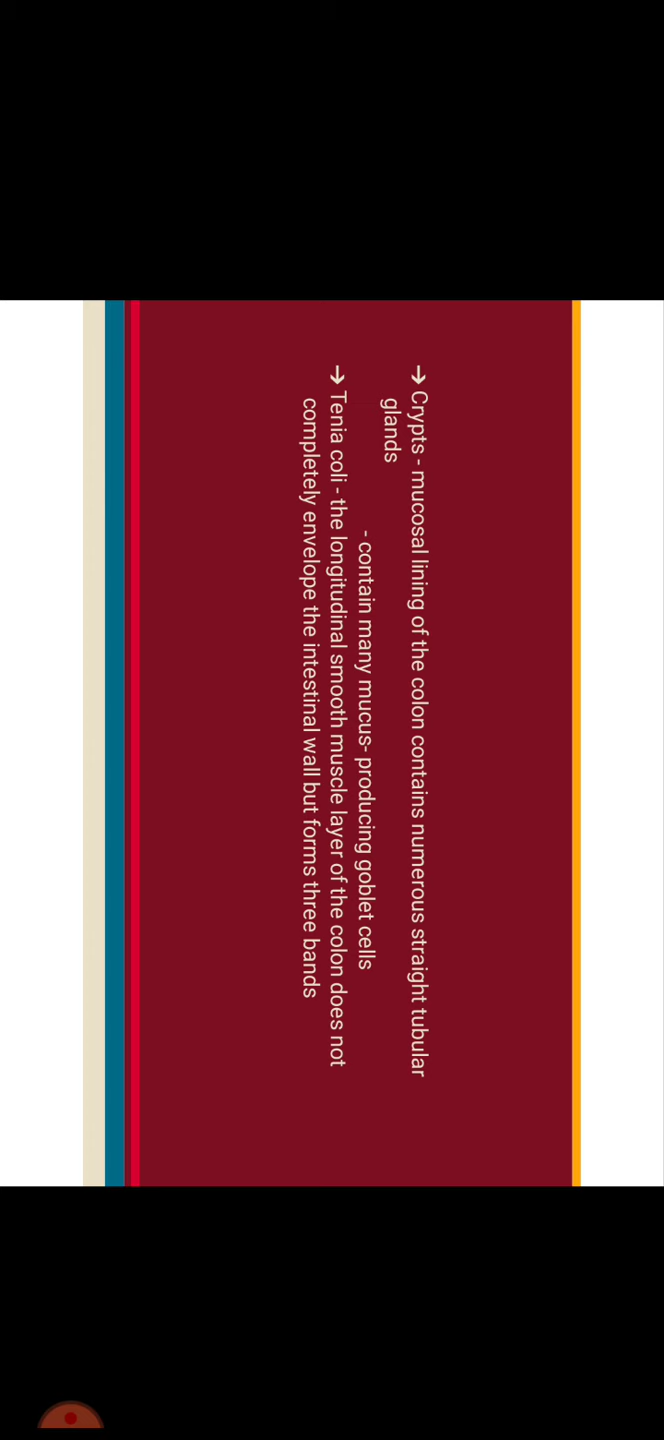 → Crypts - mucosal lining of the colon contains numerous straight tubular
glands
- contain many mucus- producing goblet cells
→ Tenia coli - the longitudinal smooth muscle layer of the colon does not
completely envelope the intestinal wall but forms three bands